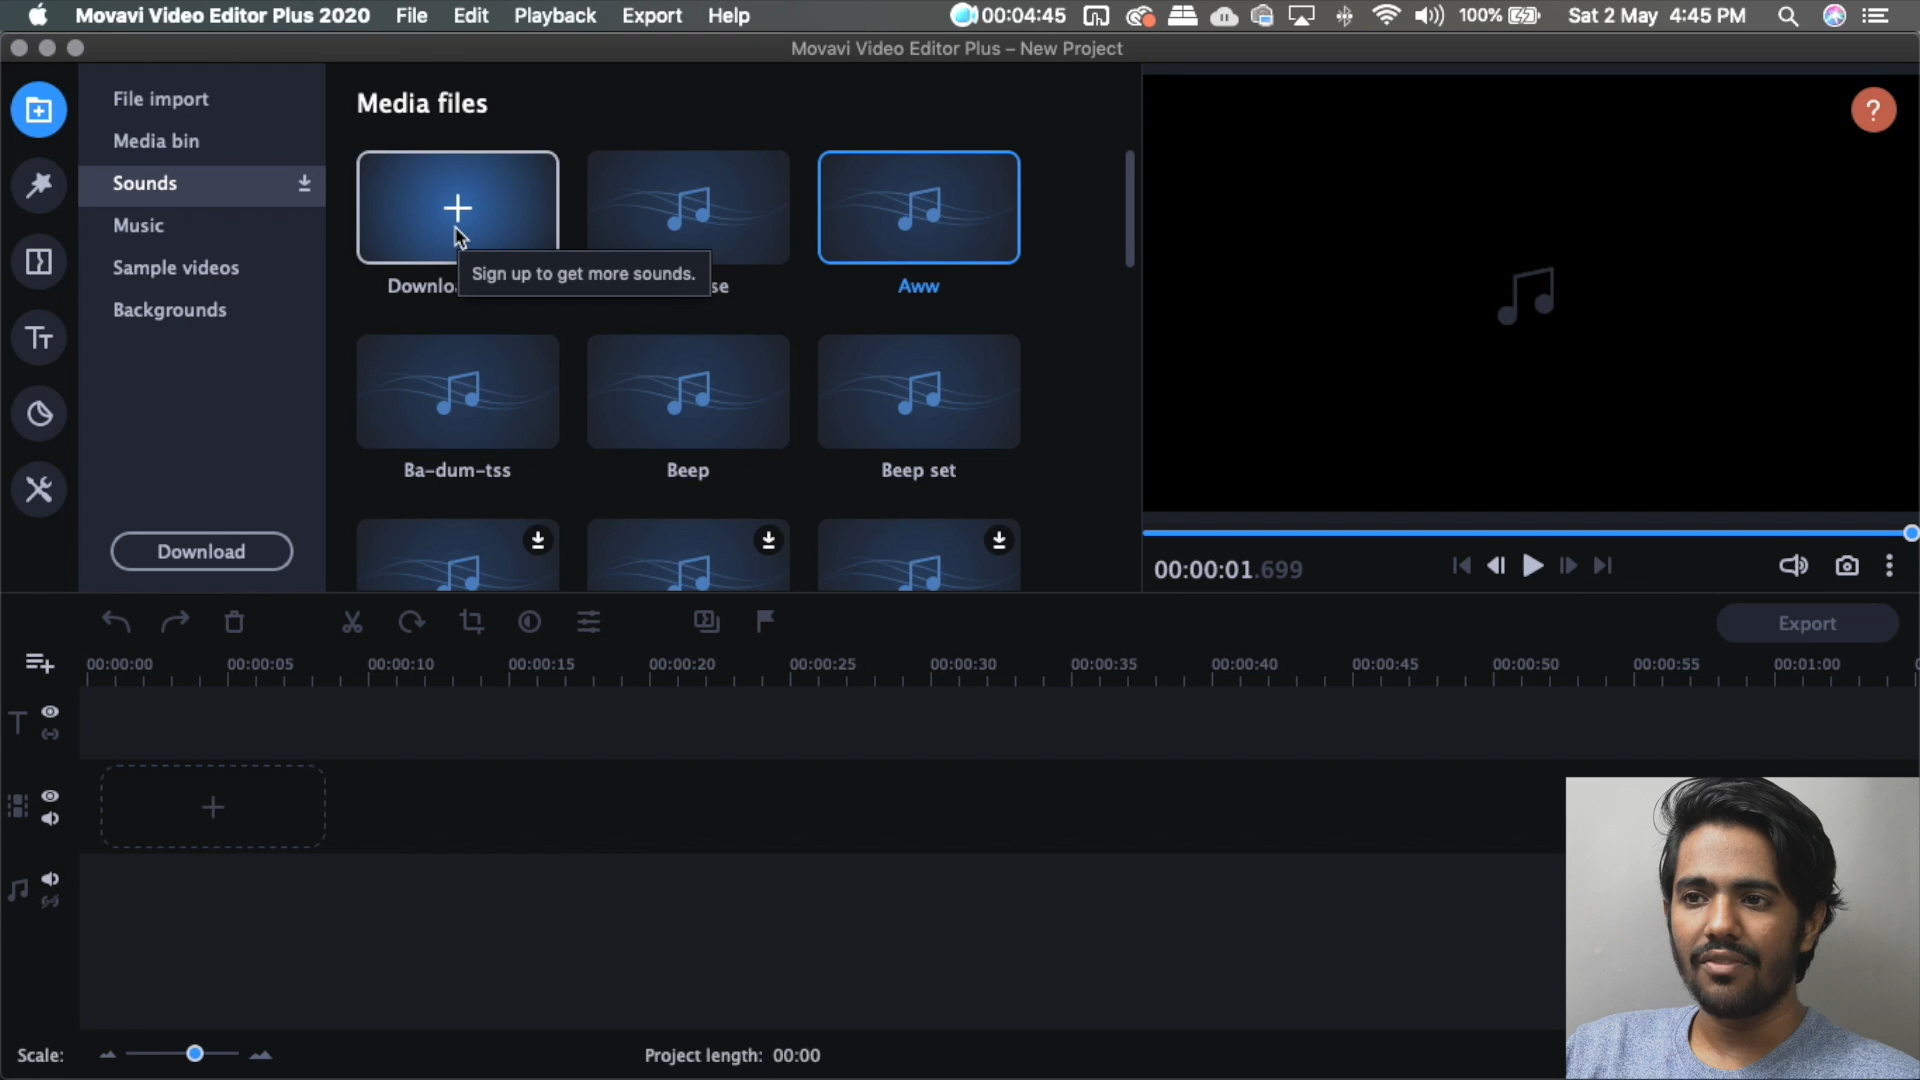 Movavi Video Editor Plus 2020 File Edit Playback Export Help 00:04:45 100% Sat 2 May 4:45 PM
Movavi Video Editor Plus – New Project
File import
Media bin
Sounds
Music
Sample videos
Backgrounds
Download
Media files
Sign up to get more sounds.
Aww
Ba-dum-tss
Beep
Beep set
?
00:00:01.699
Export
00:00:00 00:00:05 00:00:10 00:00:15 00:00:20 00:00:25 00:00:30 00:00:35 00:00:40 00:00:45 00:00:50 00:00:55 00:01:00
Scale:
Project length: 00:00